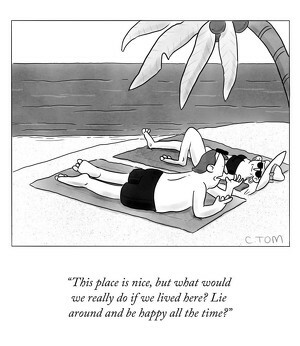 C TOM
“This place is nice, but what would
we really do if we lived here? Lie
around and be happy all the time?”